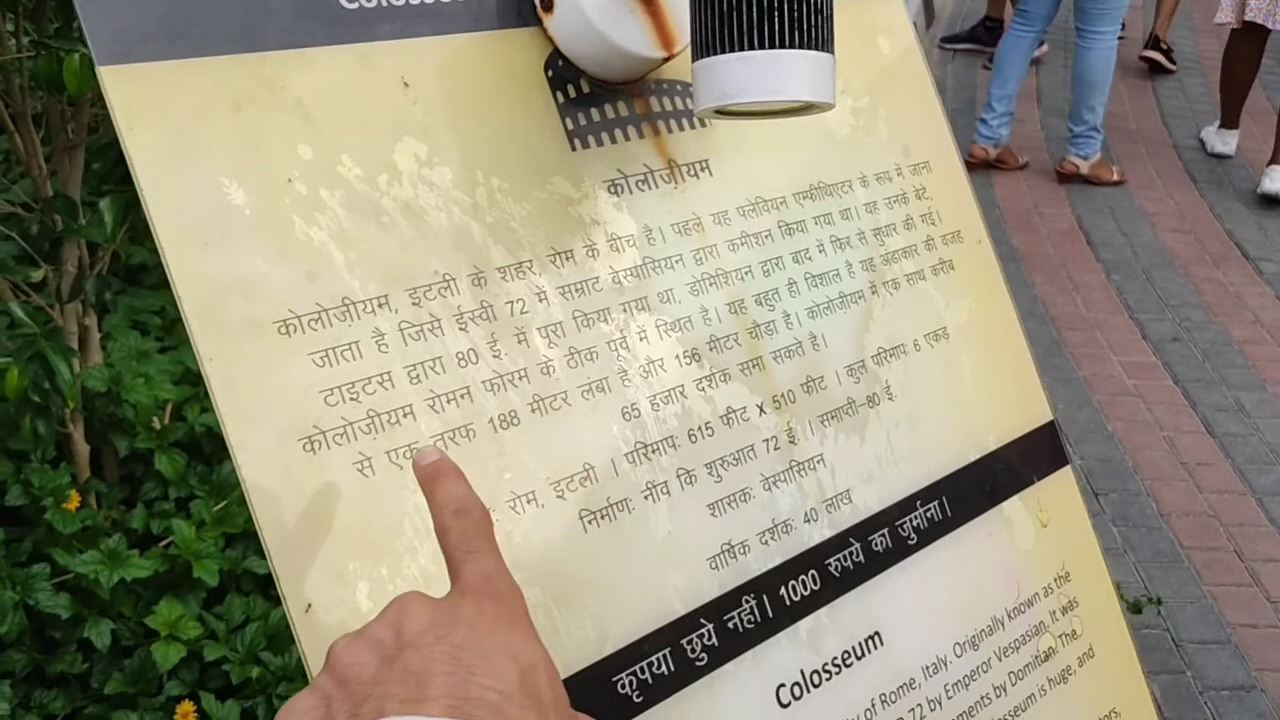 कोलोज़ीयम
कोलोज़ीयम, इटली के शहर, रोम के बीच है। पहले यह फ्लेवियन एम्फीथिएटर के रूप में जाना
जाता है जिसे ईस्वी 72 में सम्राट वेस्पासियन द्वारा कमीशन किया गया था। यह उनके बेटे,
टाइटस द्वारा 80 ई. में पूरा किया गया था, डोमिशियन द्वारा बाद में फिर से सुधार की गई।
कोलोज़ीयम रोमन फोरम के ठीक पूर्व में स्थित है। यह बहुत ही विशाल है यह अंडाकार की वजह
से एक तरफ 188 मीटर लंबा है और 156 मीटर चौड़ा है। कोलोज़ीयम में एक साथ करीब
65 हजार दर्शक समा सकते है।
रोम, इटली । परिमाप: 615 फीट X 510 फीट । कुल परिमाप: 6 एकड़
निर्माण: नींव कि शुरुआत 72 ई. । समाप्ती–80 ई.
शासक: वेस्पासियन
वार्षिक दर्शक: 40 लाख
कृपया छुये नहीं। 1000 रुपये का जुर्माना।
Colosseum
of Rome, Italy. Originally known as the
72 by Emperor Vespasian. It was
by Domitian. The
is huge, and